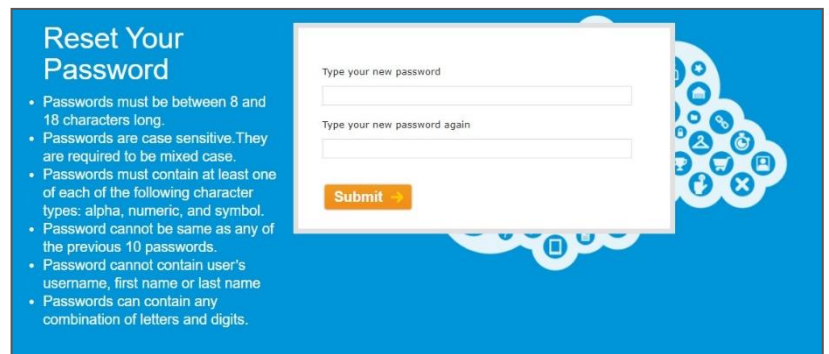 Reset Your
Password
• Passwords must be between 8 and
18 characters long.
• Passwords are case sensitive.They
are required to be mixed case.
• Passwords must contain at least one
of each of the following character
types: alpha, numeric, and symbol.
• Password cannot be same as any of
the previous 10 passwords.
• Password cannot contain user's
username, first name or last name
• Passwords can contain any
combination of letters and digits.
Type your new password
Type your new password again
Submit →